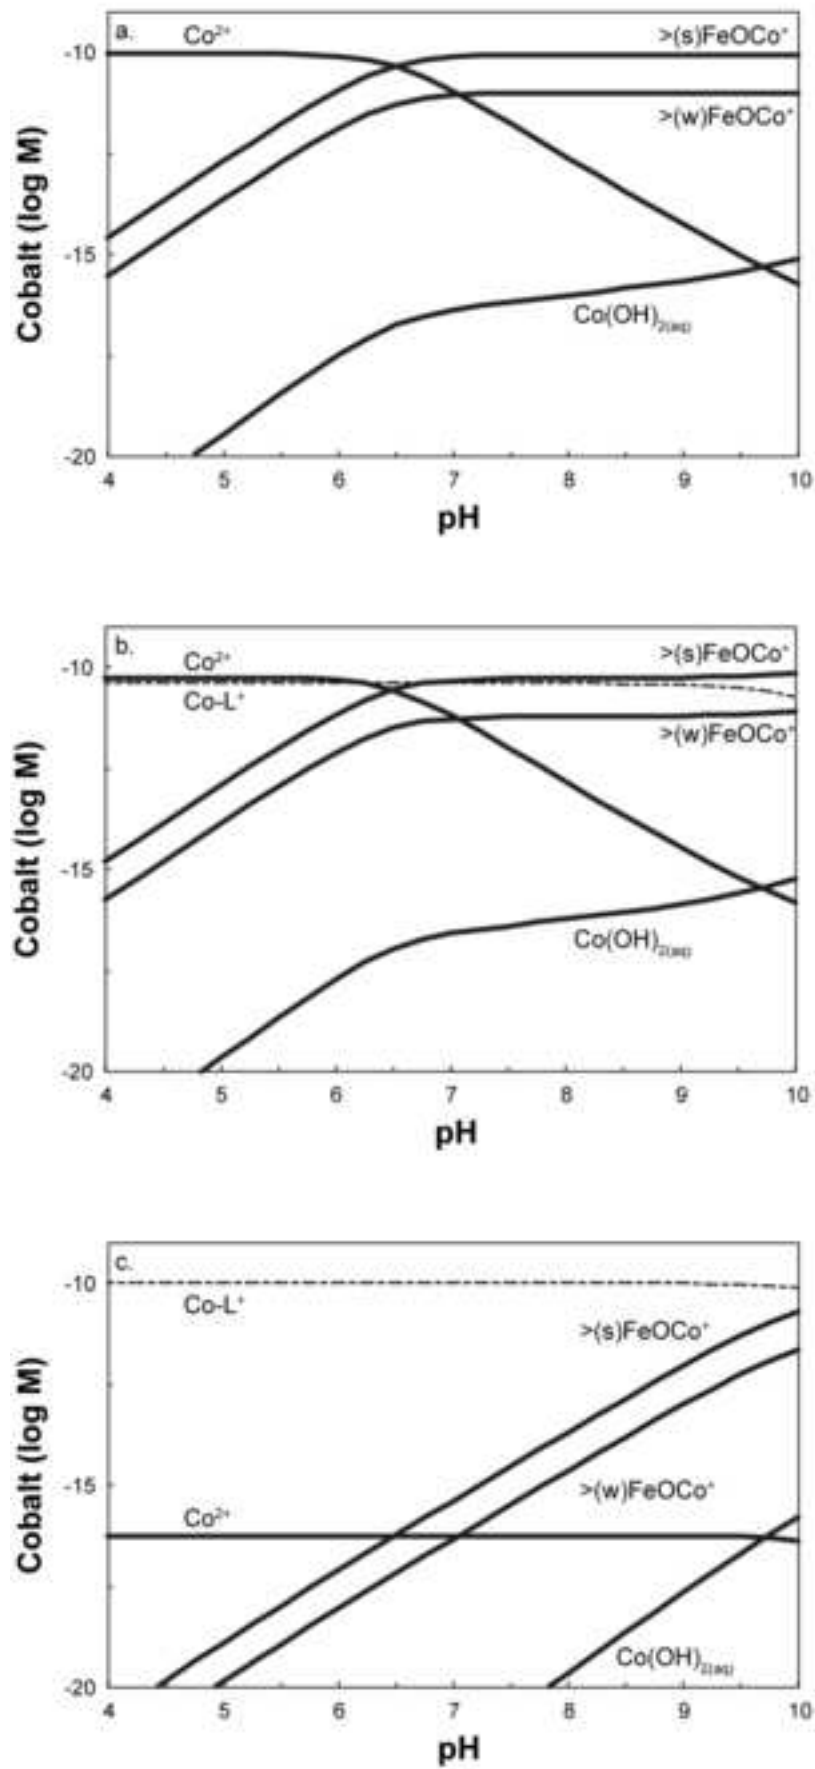 a.
Co²⁺
>(s)FeOCo⁺
>(w)FeOCo⁺
Co(OH)₂₍ₐq₎
Cobalt (log M)
-10
-15
-20
4 5 6 7 8 9 10
pH
b.
Co²⁺
>(s)FeOCo⁺
Co-L⁺
>(w)FeOCo⁺
Co(OH)₂₍ₐq₎
Cobalt (log M)
-10
-15
-20
4 5 6 7 8 9 10
pH
c.
Co-L⁺
>(s)FeOCo⁺
>(w)FeOCo⁺
Co²⁺
Co(OH)₂₍ₐq₎
Cobalt (log M)
-10
-15
-20
4 5 6 7 8 9 10
pH